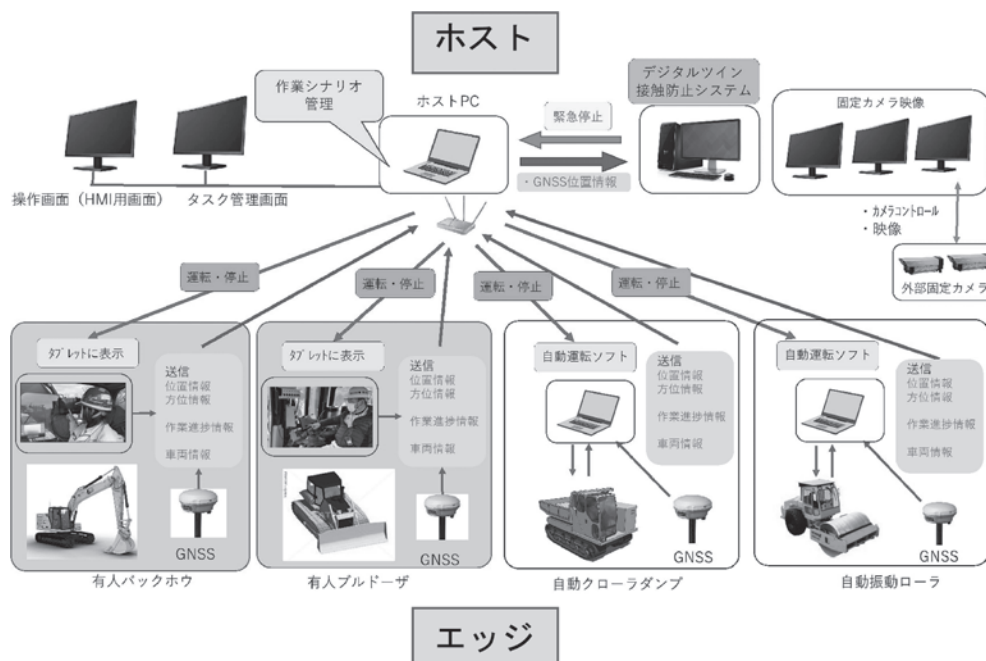 ホスト
作業シナリオ
管理
ホストPC
緊急停止
・GNSS位置情報
デジタルツイン
接触防止システム
固定カメラ映像
操作画面（HMI用画面）
タスク管理画面
・カメラコントロール
・映像
外部固定カメラ
運転・停止
運転・停止
運転・停止
運転・停止
タブレットに表示
送信
位置情報
方位情報
作業進捗情報
車両情報
GNSS
有人バックホウ
タブレットに表示
送信
位置情報
方位情報
作業進捗情報
車両情報
GNSS
有人ブルドーザ
自動運転ソフト
送信
位置情報
方位情報
作業進捗情報
車両情報
GNSS
自動クローラダンプ
自動運転ソフト
送信
位置情報
方位情報
作業進捗情報
車両情報
GNSS
自動振動ローラ
エッジ